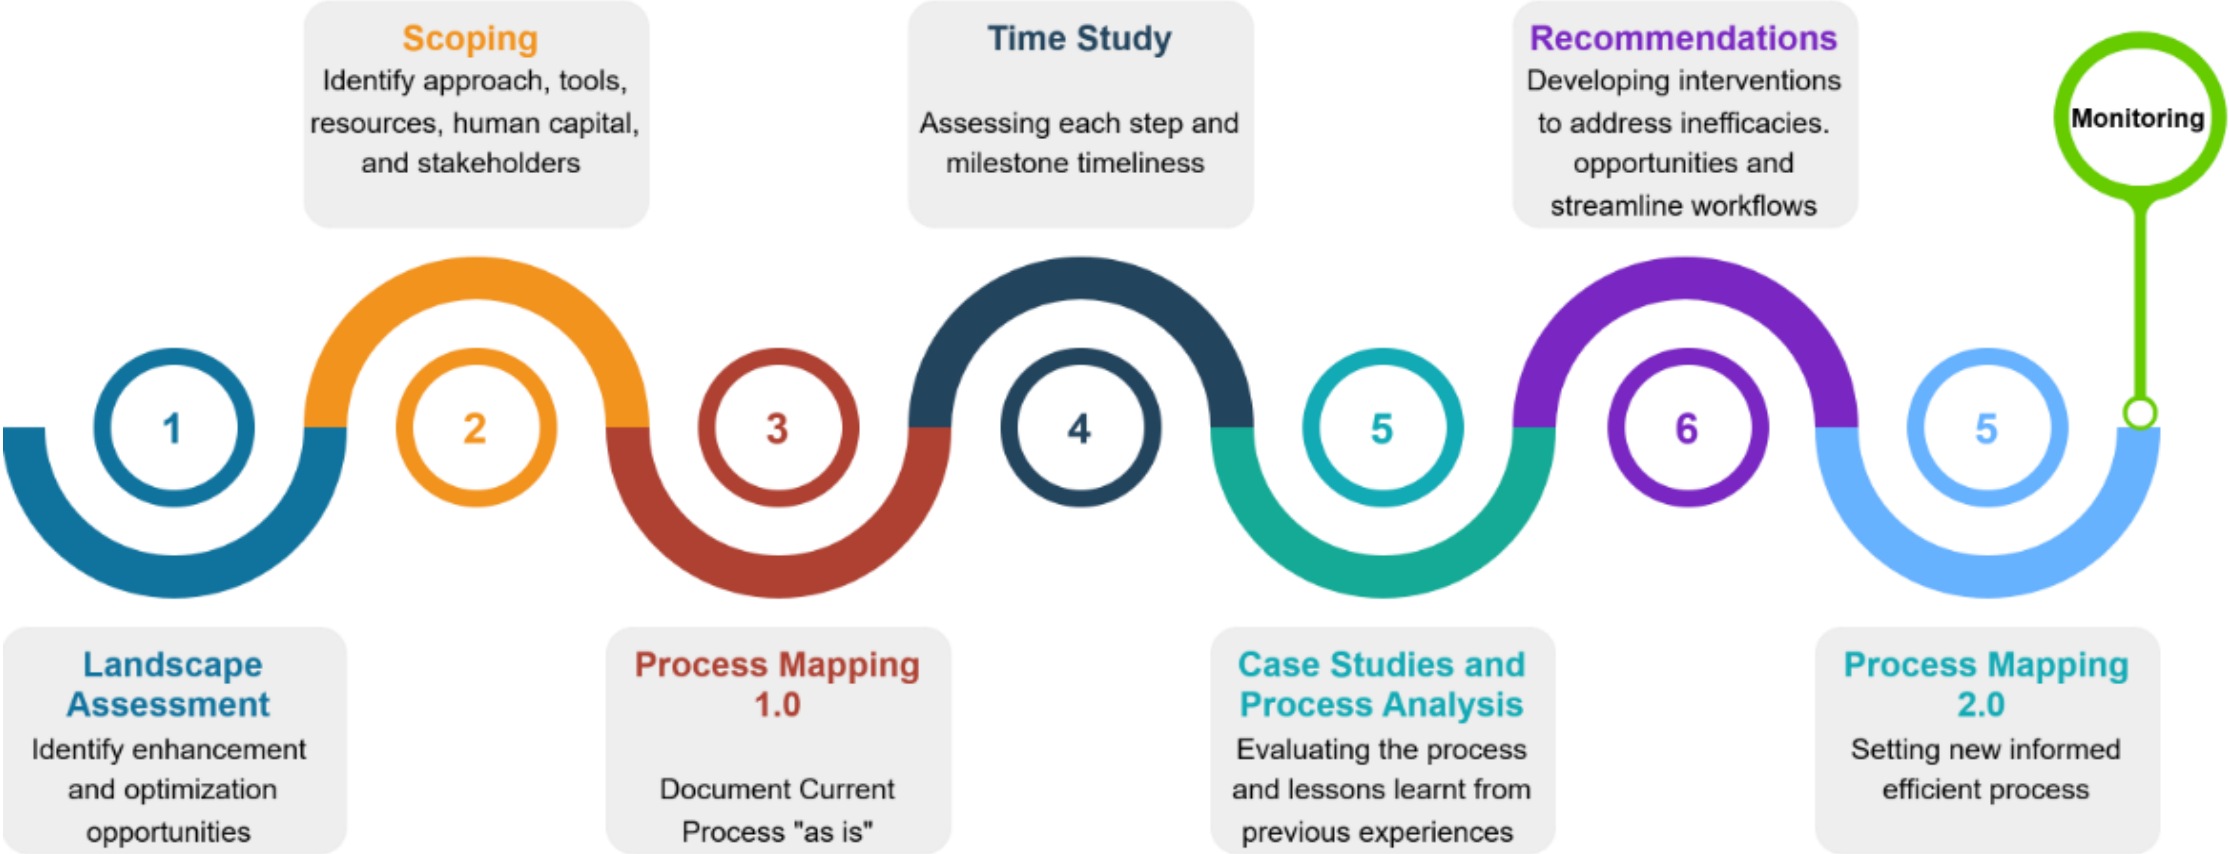 Scoping
Identify approach, tools,
resources, human capital,
and stakeholders
Time Study
Assessing each step and
milestone timeliness
Recommendations
Developing interventions
to address inefficacies.
opportunities and
streamline workflows
Monitoring
1
2
3
4
5
6
5
Landscape
Assessment
Identify enhancement
and optimization
opportunities
Process Mapping
1.0
Document Current
Process "as is"
Case Studies and
Process Analysis
Evaluating the process
and lessons learnt from
previous experiences
Process Mapping
2.0
Setting new informed
efficient process